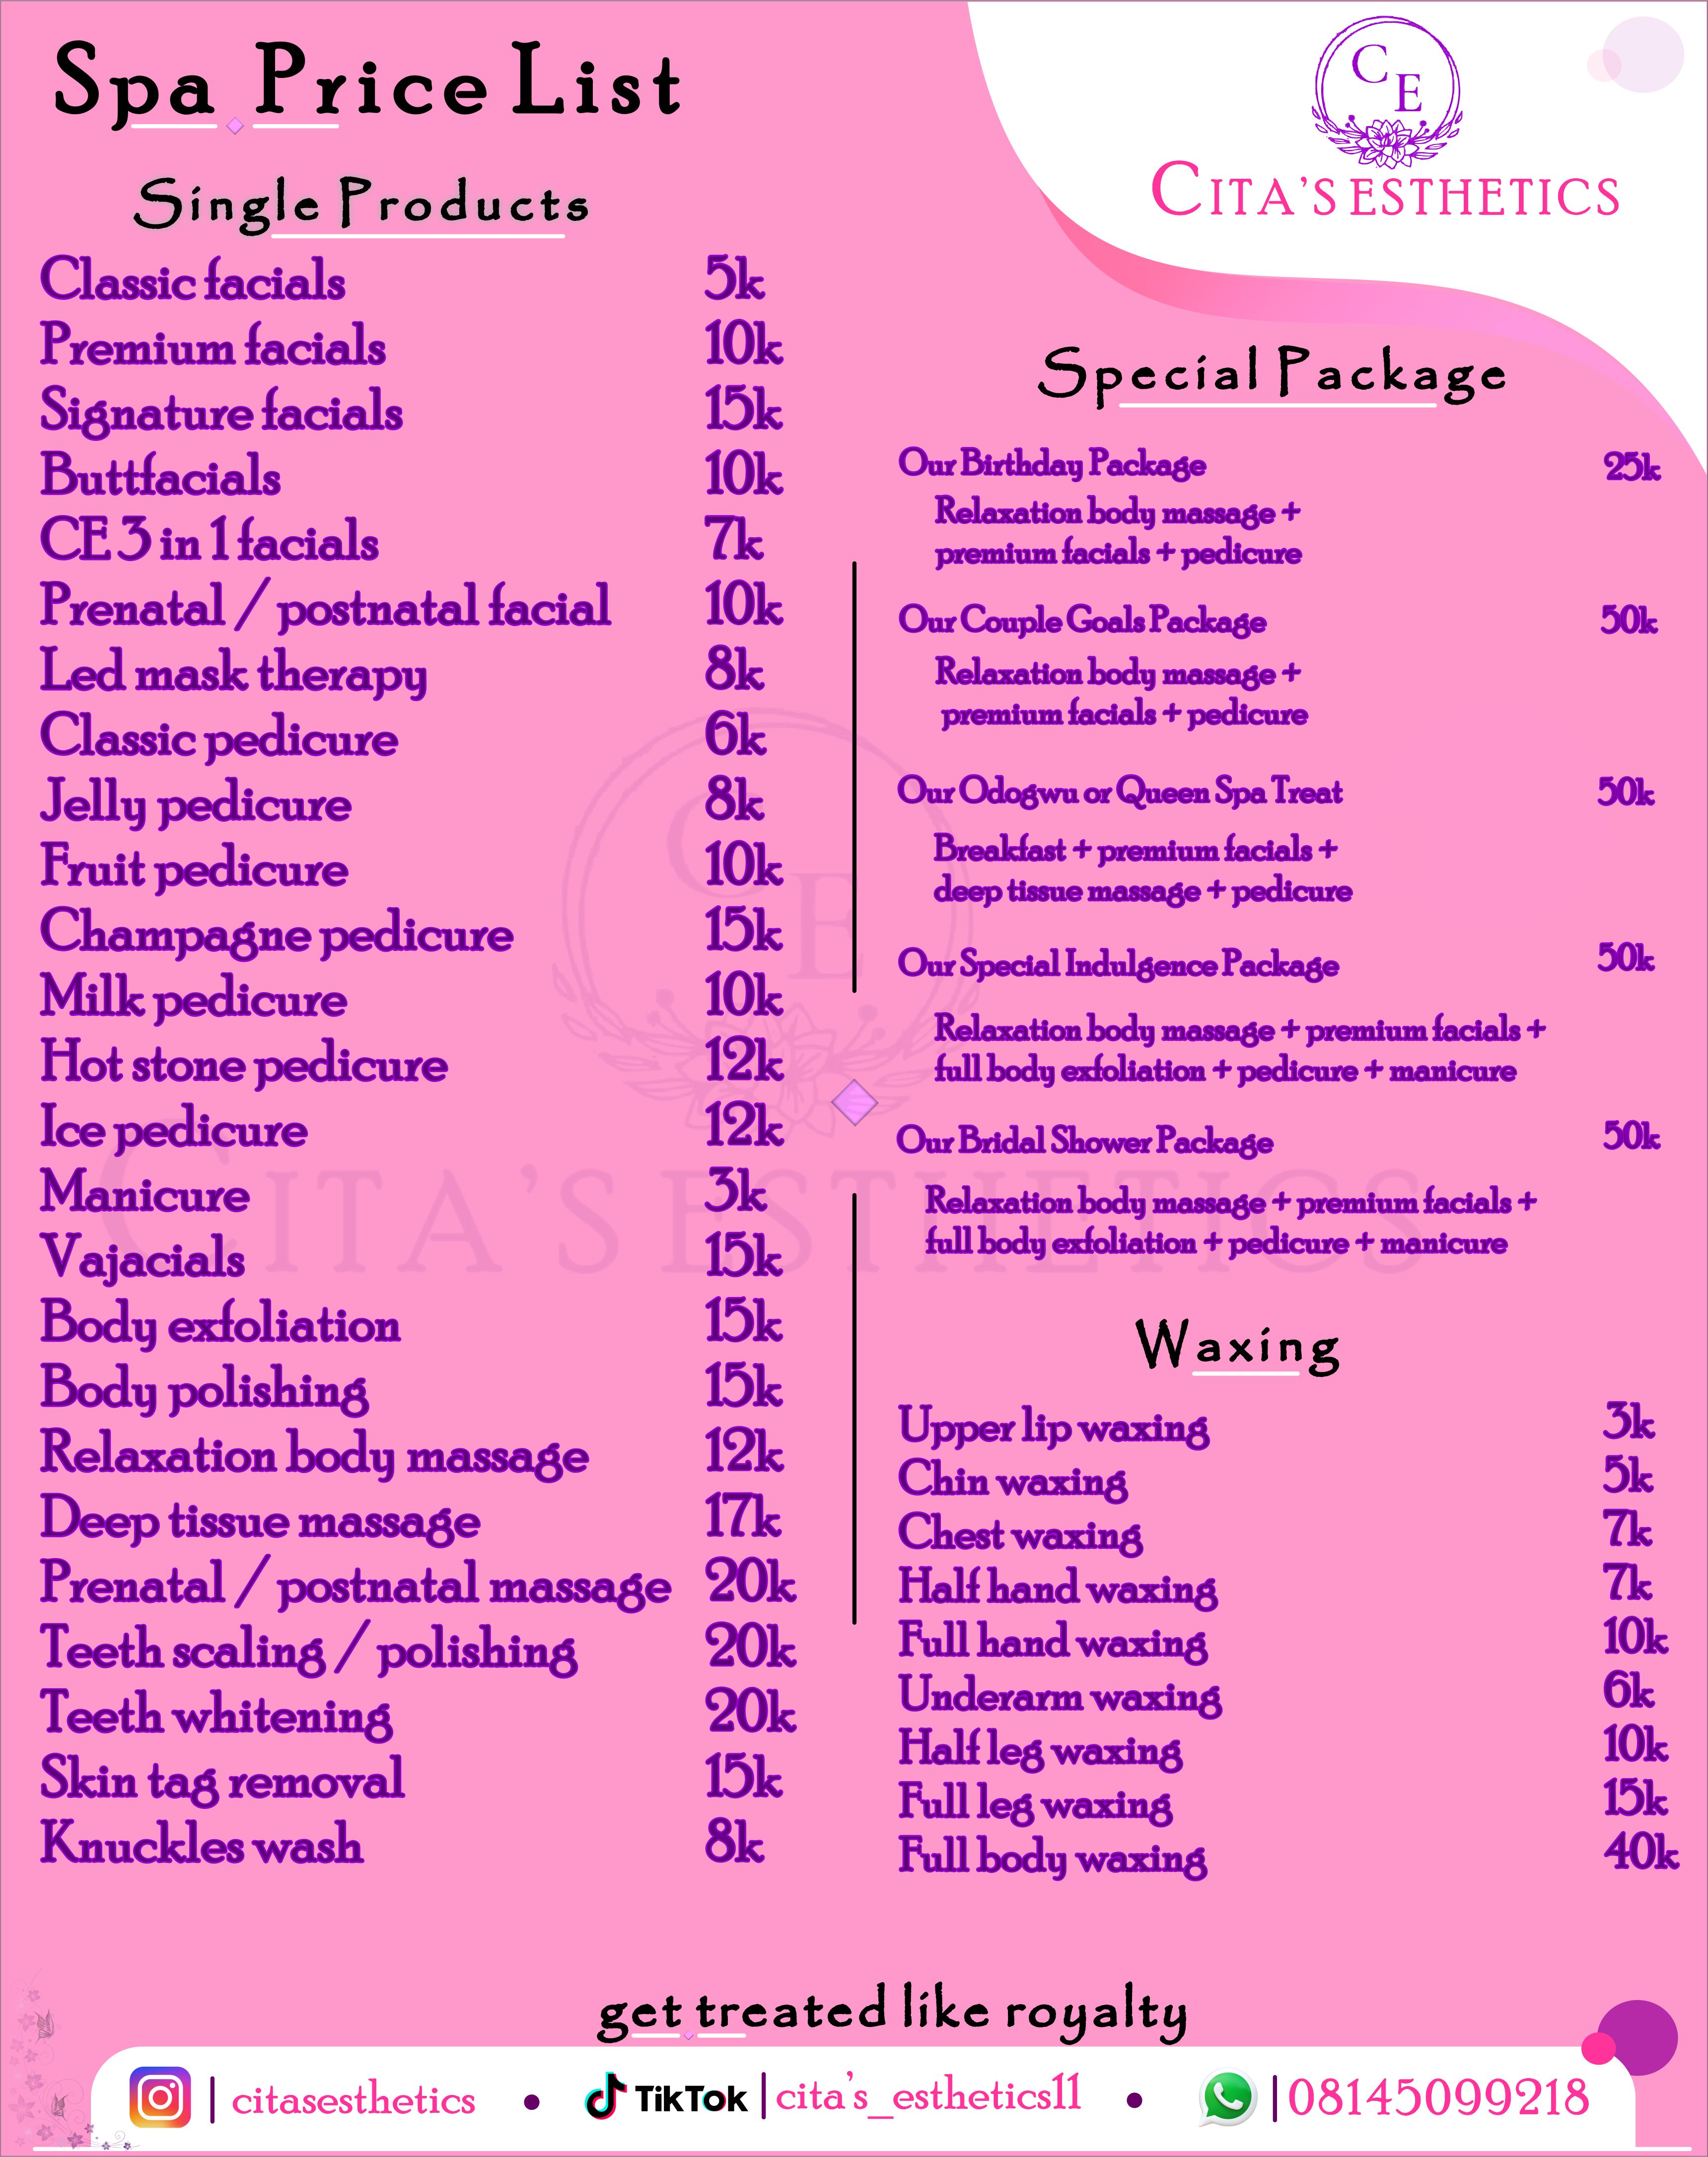 Spa Price List
Single Products
Classic facials 5k
Premium facials 10k
Signature facials 15k
Buttfacials 10k
CE 3 in 1 facials 7k
Prenatal / postnatal facial 10k
Led mask therapy 8k
Classic pedicure 6k
Jelly pedicure 8k
Fruit pedicure 10k
Champagne pedicure 15k
Milk pedicure 10k
Hot stone pedicure 12k
Ice pedicure 12k
Manicure 3k
Vajacials 15k
Body exfoliation 15k
Body polishing 15k
Relaxation body massage 12k
Deep tissue massage 17k
Prenatal / postnatal massage 20k
Teeth scaling / polishing 20k
Teeth whitening 20k
Skin tag removal 15k
Knuckles wash 8k
C E
CITA'S ESTHETICS
Special Package
Our Birthday Package 25k
Relaxation body massage +
premium facials + pedicure
Our Couple Goals Package 50k
Relaxation body massage +
premium facials + pedicure
Our Odogwu or Queen Spa Treat 50k
Breakfast + premium facials +
deep tissue massage + pedicure
Our Special Indulgence Package 50k
Relaxation body massage + premium facials +
full body exfoliation + pedicure + manicure
Our Bridal Shower Package 50k
Relaxation body massage + premium facials +
full body exfoliation + pedicure + manicure
Waxing
Upper lip waxing 3k
Chin waxing 5k
Chest waxing 7k
Half hand waxing 7k
Full hand waxing 10k
Underarm waxing 6k
Half leg waxing 10k
Full leg waxing 15k
Full body waxing 40k
C E
CITA'S ESTHETICS
get treated like royalty
citasesthetics • TikTok | cita's_esthetics11 • | 08145099218